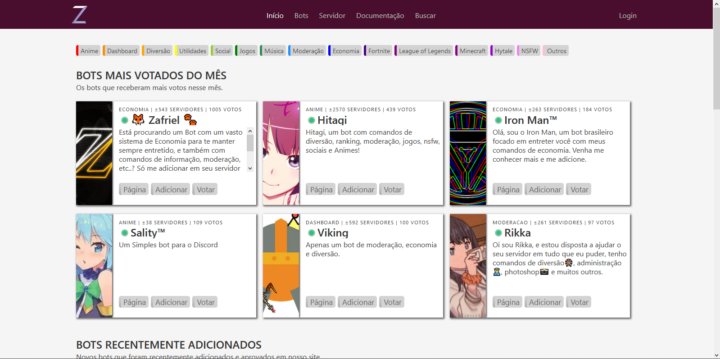 Z
Início Bots Servidor Documentação Buscar Login
Anime Dashboard Diversão Utilidades Social Jogos Música Moderação Economia Fortnite League of Legends Minecraft Hytale NSFW Outros
BOTS MAIS VOTADOS DO MÊS
Os bots que receberam mais votos nesse mês.
ECONOMIA | ±543 SERVIDORES | 1005 VOTOS
Zafriel
Está procurando um Bot com um vasto
sistema de Economia para te manter
sempre entretido, e também com
comandos de informação, moderação,
etc..? Só me adicionar em seu servidor
Página Adicionar Votar
ANIME | ±2570 SERVIDORES | 439 VOTOS
Hitagi
Hitagi, um bot com comandos de
diversão, ranking, moderação, jogos, nsfw,
sociais e Animes!
Página Adicionar Votar
ECONOMIA | ±263 SERVIDORES | 184 VOTOS
Iron Man™
Olá, sou o Iron Man, um bot brasileiro
focado em entreter você com meus
comandos de economia. Venha me
conhecer mais e me adicione.
Página Adicionar Votar
ANIME | ±38 SERVIDORES | 109 VOTOS
Sality™
Um Simples bot para o Discord
Página Adicionar Votar
DASHBOARD | ±592 SERVIDORES | 100 VOTOS
Viking
Apenas um bot de moderação, economia
e diversão.
Página Adicionar Votar
MODERACAO | ±261 SERVIDORES | 97 VOTOS
Rikka
Oi sou Rikka, e estou disposta a ajudar o
seu servidor em tudo que eu puder, tenho
comandos de diversão, administração
, photoshop e muitos outros.
Página Adicionar Votar
BOTS RECENTEMENTE ADICIONADOS
Novos bots que foram recentemente adicionados e aprovados em nosso site.